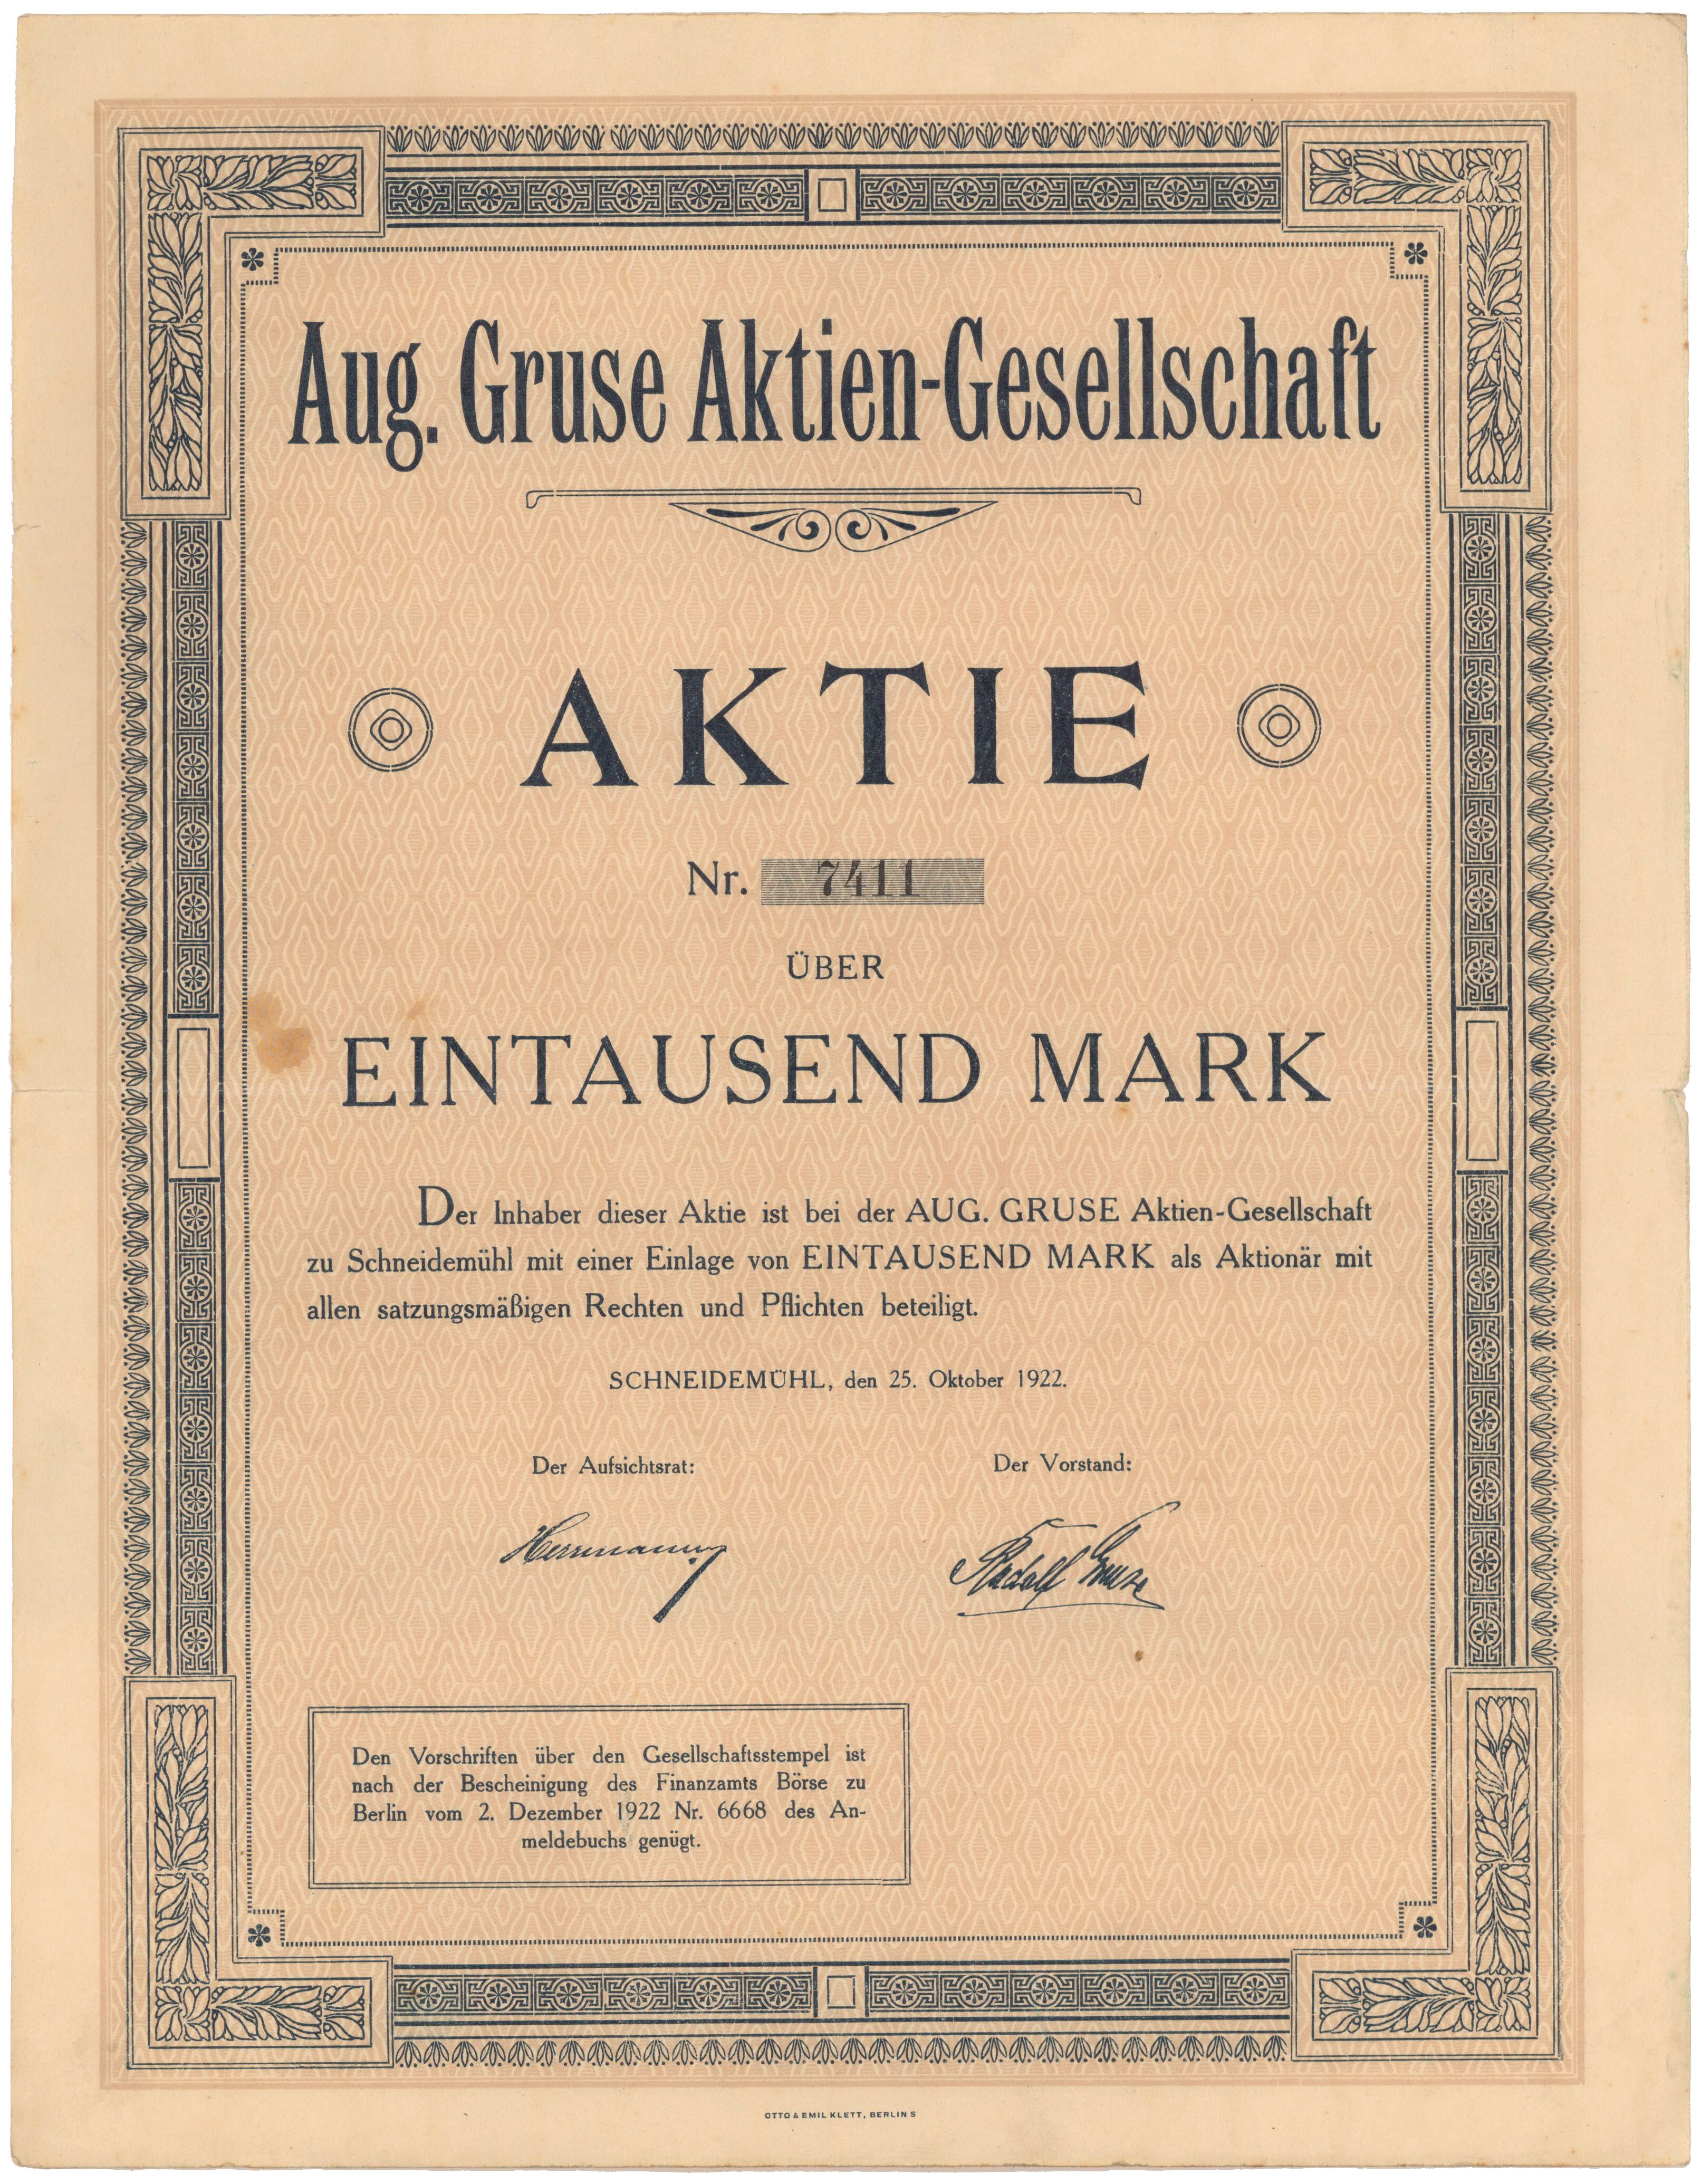 Aug. Gruse Aktien-Gesellschaft
AKTIE
Nr. 7411
ÜBER
EINTAUSEND MARK
Der Inhaber dieser Aktie ist bei der AUG. GRUSE Aktien-Gesellschaft
zu Schneidemühl mit einer Einlage von EINTAUSEND MARK als Aktionär mit
allen satzungsmäßigen Rechten und Pflichten beteiligt.
SCHNEIDEMÜHL, den 25. Oktober 1922.
Der Aufsichtsrat: Der Vorstand:
Herrmann Rudolf Gruse
Den Vorschriften über den Gesellschaftsstempel ist
nach der Bescheinigung des Finanzamts Börse zu
Berlin vom 2. Dezember 1922 Nr. 6668 des An-
meldebuchs genügt.
OTTO & EMIL KLETT, BERLIN S